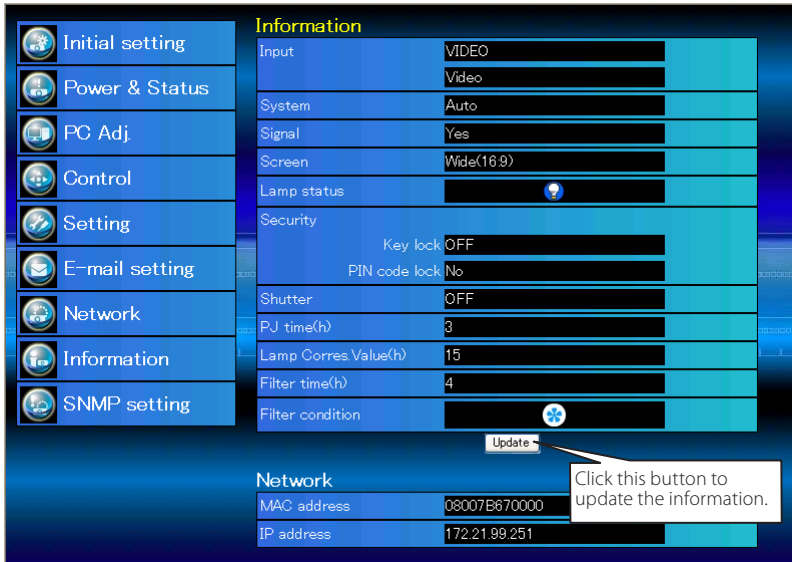 Initial setting
Power & Status
PC Adj.
Control
Setting
E-mail setting
Network
Information
SNMP setting
Information
Input VIDEO
Video
System Auto
Signal Yes
Screen Wide(16:9)
Lamp status
Security
Key lock OFF
PIN code lock No
Shutter OFF
PJ time(h) 3
Lamp Corres.Value(h) 15
Filter time(h) 4
Filter condition
Update
Click this button to
update the information.
Network
MAC address 08007B670000
IP address 172.21.99.251